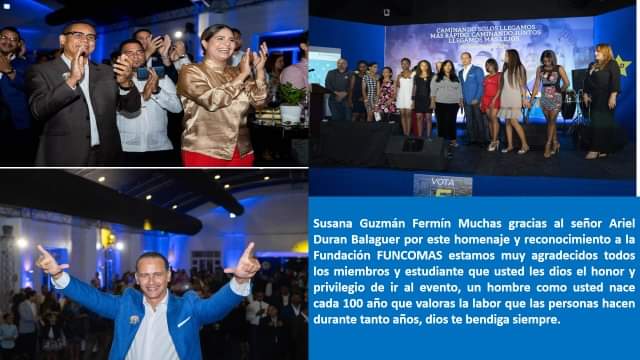 CAMINANDO SOLOS LLEGAMOS
MÁS RÁPIDO; CAMINANDO JUNTOS
LLEGAMOS MÁS LEJOS
VOTA
Susana Guzmán Fermín Muchas gracias al señor Ariel
Duran Balaguer por este homenaje y reconocimiento a la
Fundación FUNCOMAS estamos muy agradecidos todos
los miembros y estudiante que usted les dios el honor y
privilegio de ir al evento, un hombre como usted nace
cada 100 año que valoras la labor que las personas hacen
durante tanto años, dios te bendiga siempre.